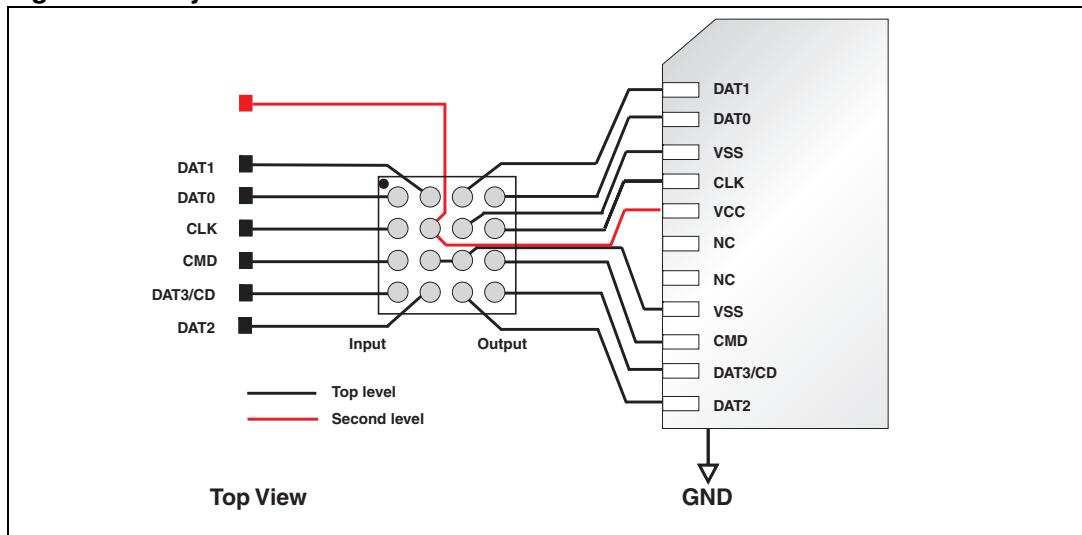 DAT1
DAT0
CLK
CMD
DAT3/CD
DAT2
Input
Output
Top level
Second level
Top View
DAT1
DAT0
VSS
CLK
VCC
NC
NC
VSS
CMD
DAT3/CD
DAT2
GND